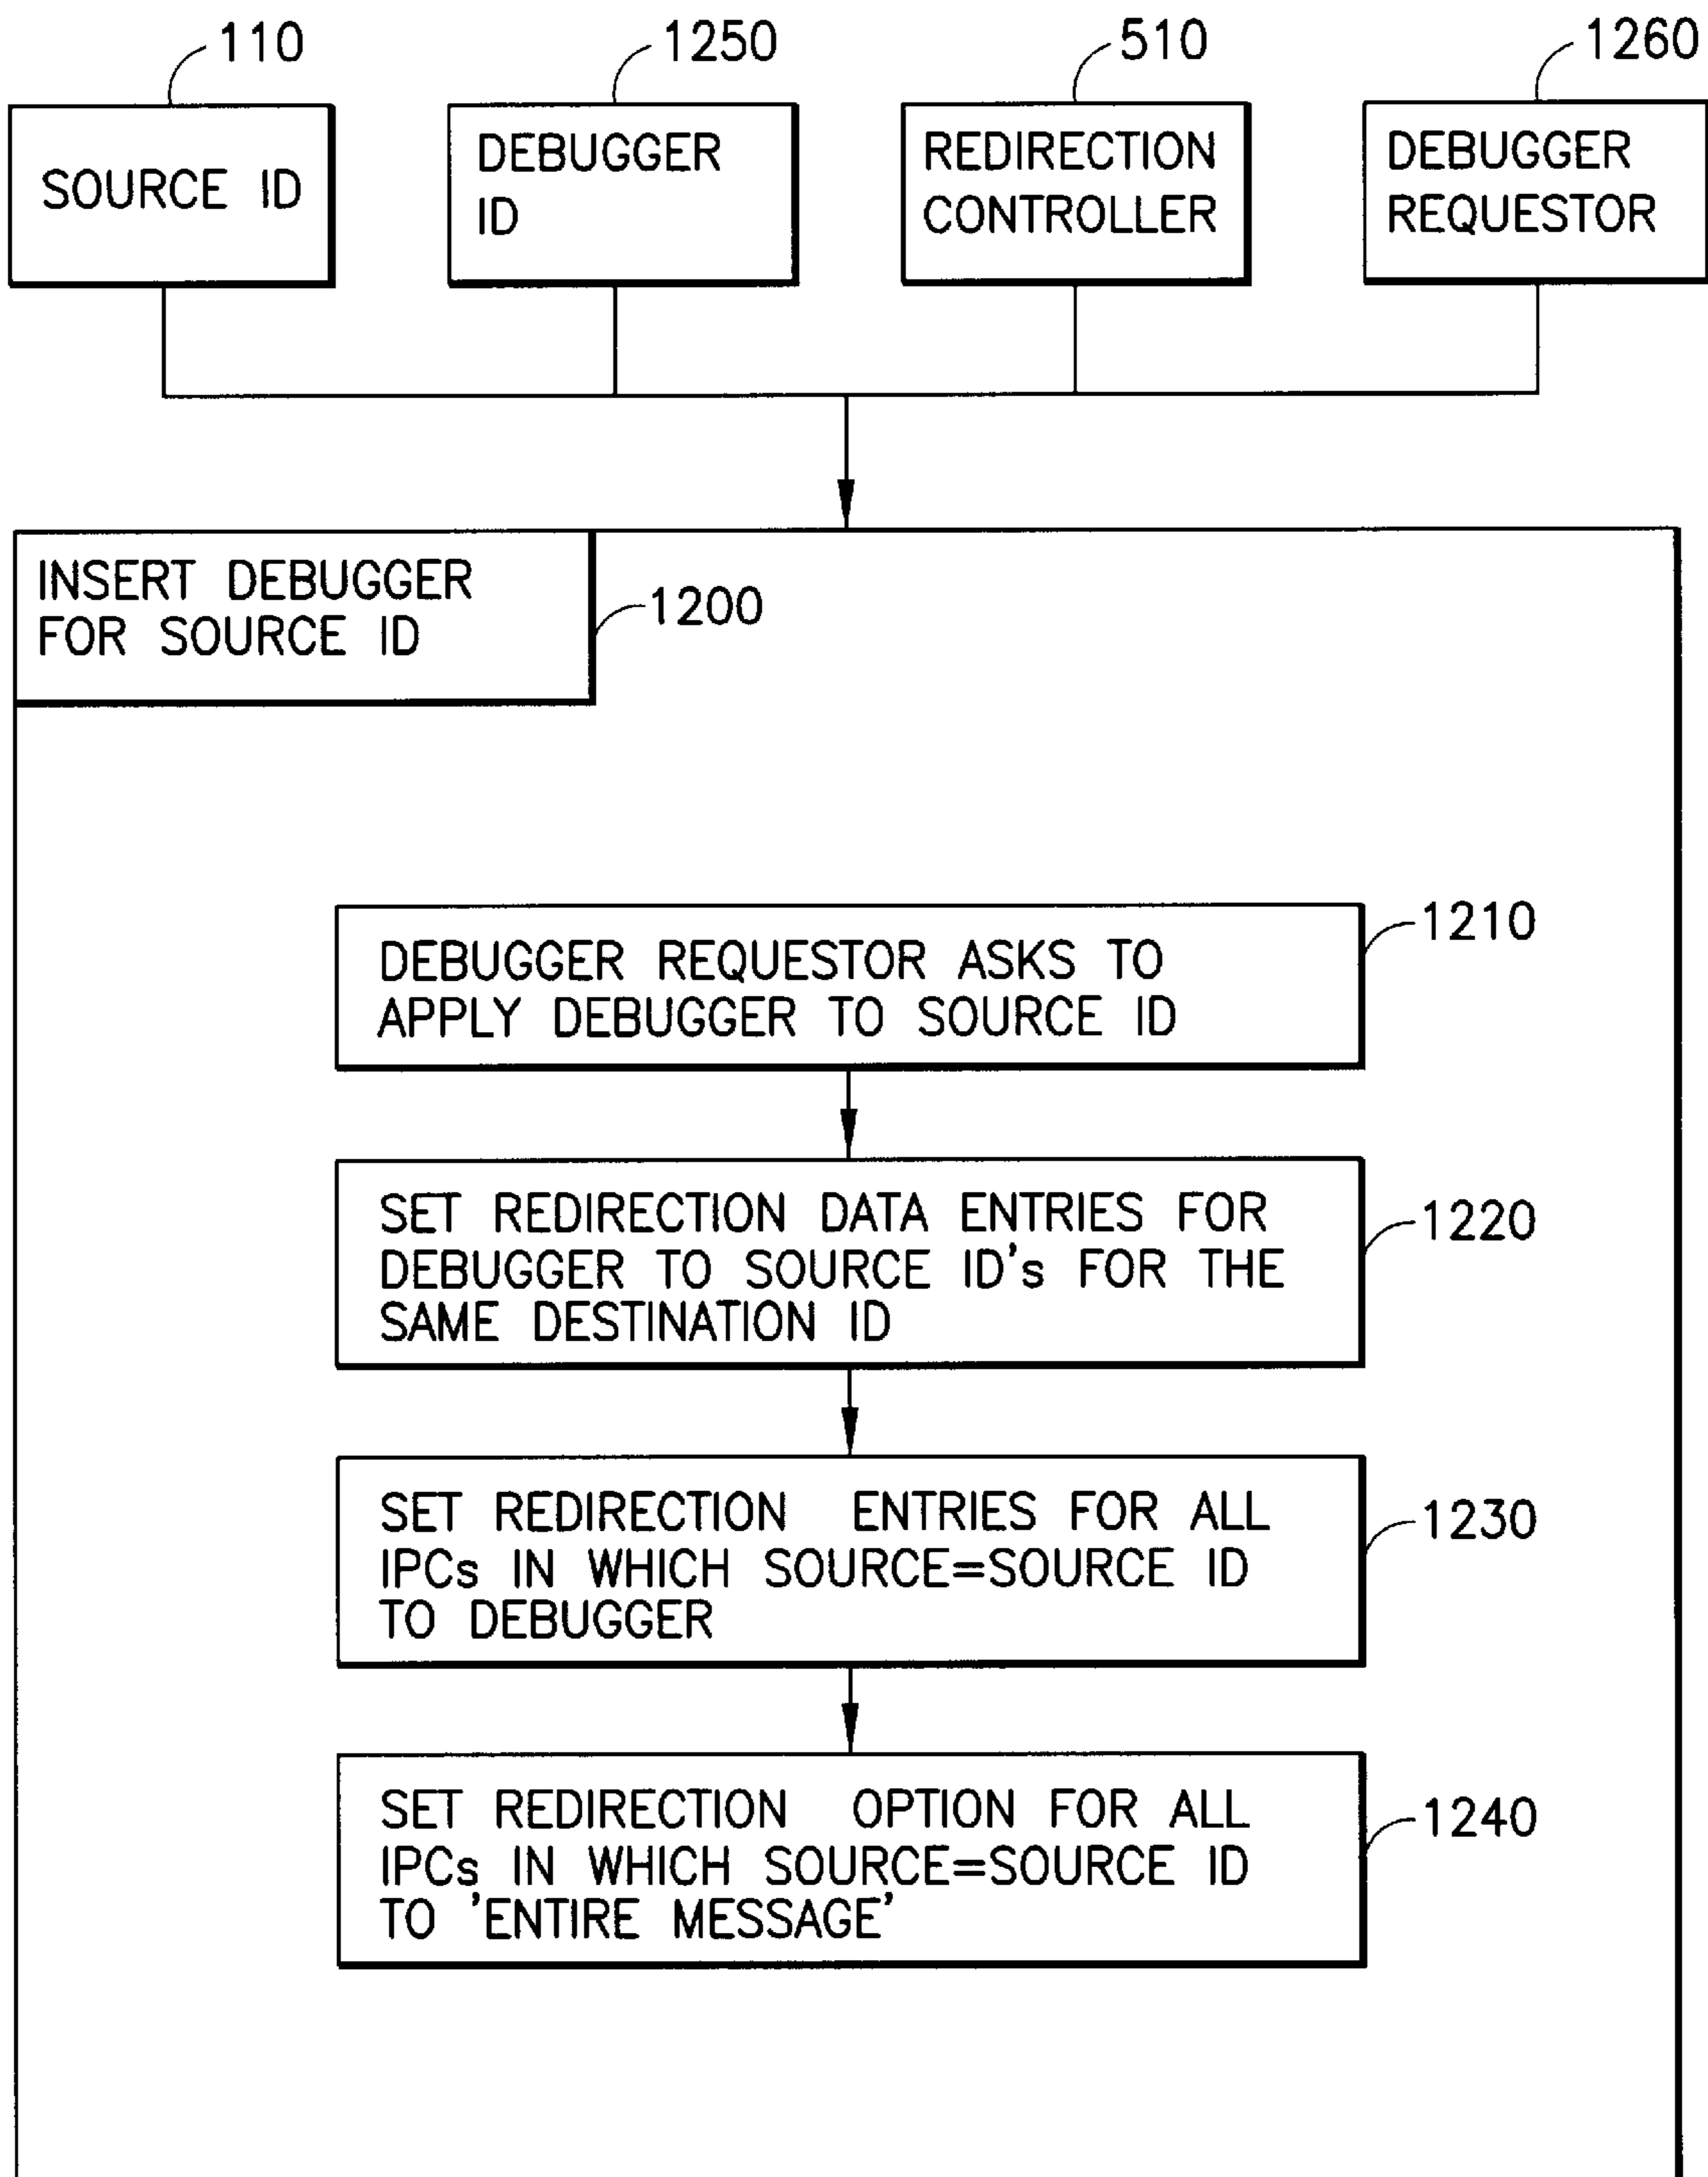 110
1250
510
1260
SOURCE ID
DEBUGGER
ID
REDIRECTION
CONTROLLER
DEBUGGER
REQUESTOR
INSERT DEBUGGER
FOR SOURCE ID
1200
DEBUGGER REQUESTOR ASKS TO
APPLY DEBUGGER TO SOURCE ID
1210
SET REDIRECTION DATA ENTRIES FOR
DEBUGGER TO SOURCE ID's FOR THE
SAME DESTINATION ID
1220
SET REDIRECTION ENTRIES FOR ALL
IPCs IN WHICH SOURCE=SOURCE ID
TO DEBUGGER
1230
SET REDIRECTION OPTION FOR ALL
IPCs IN WHICH SOURCE=SOURCE ID
TO 'ENTIRE MESSAGE'
1240